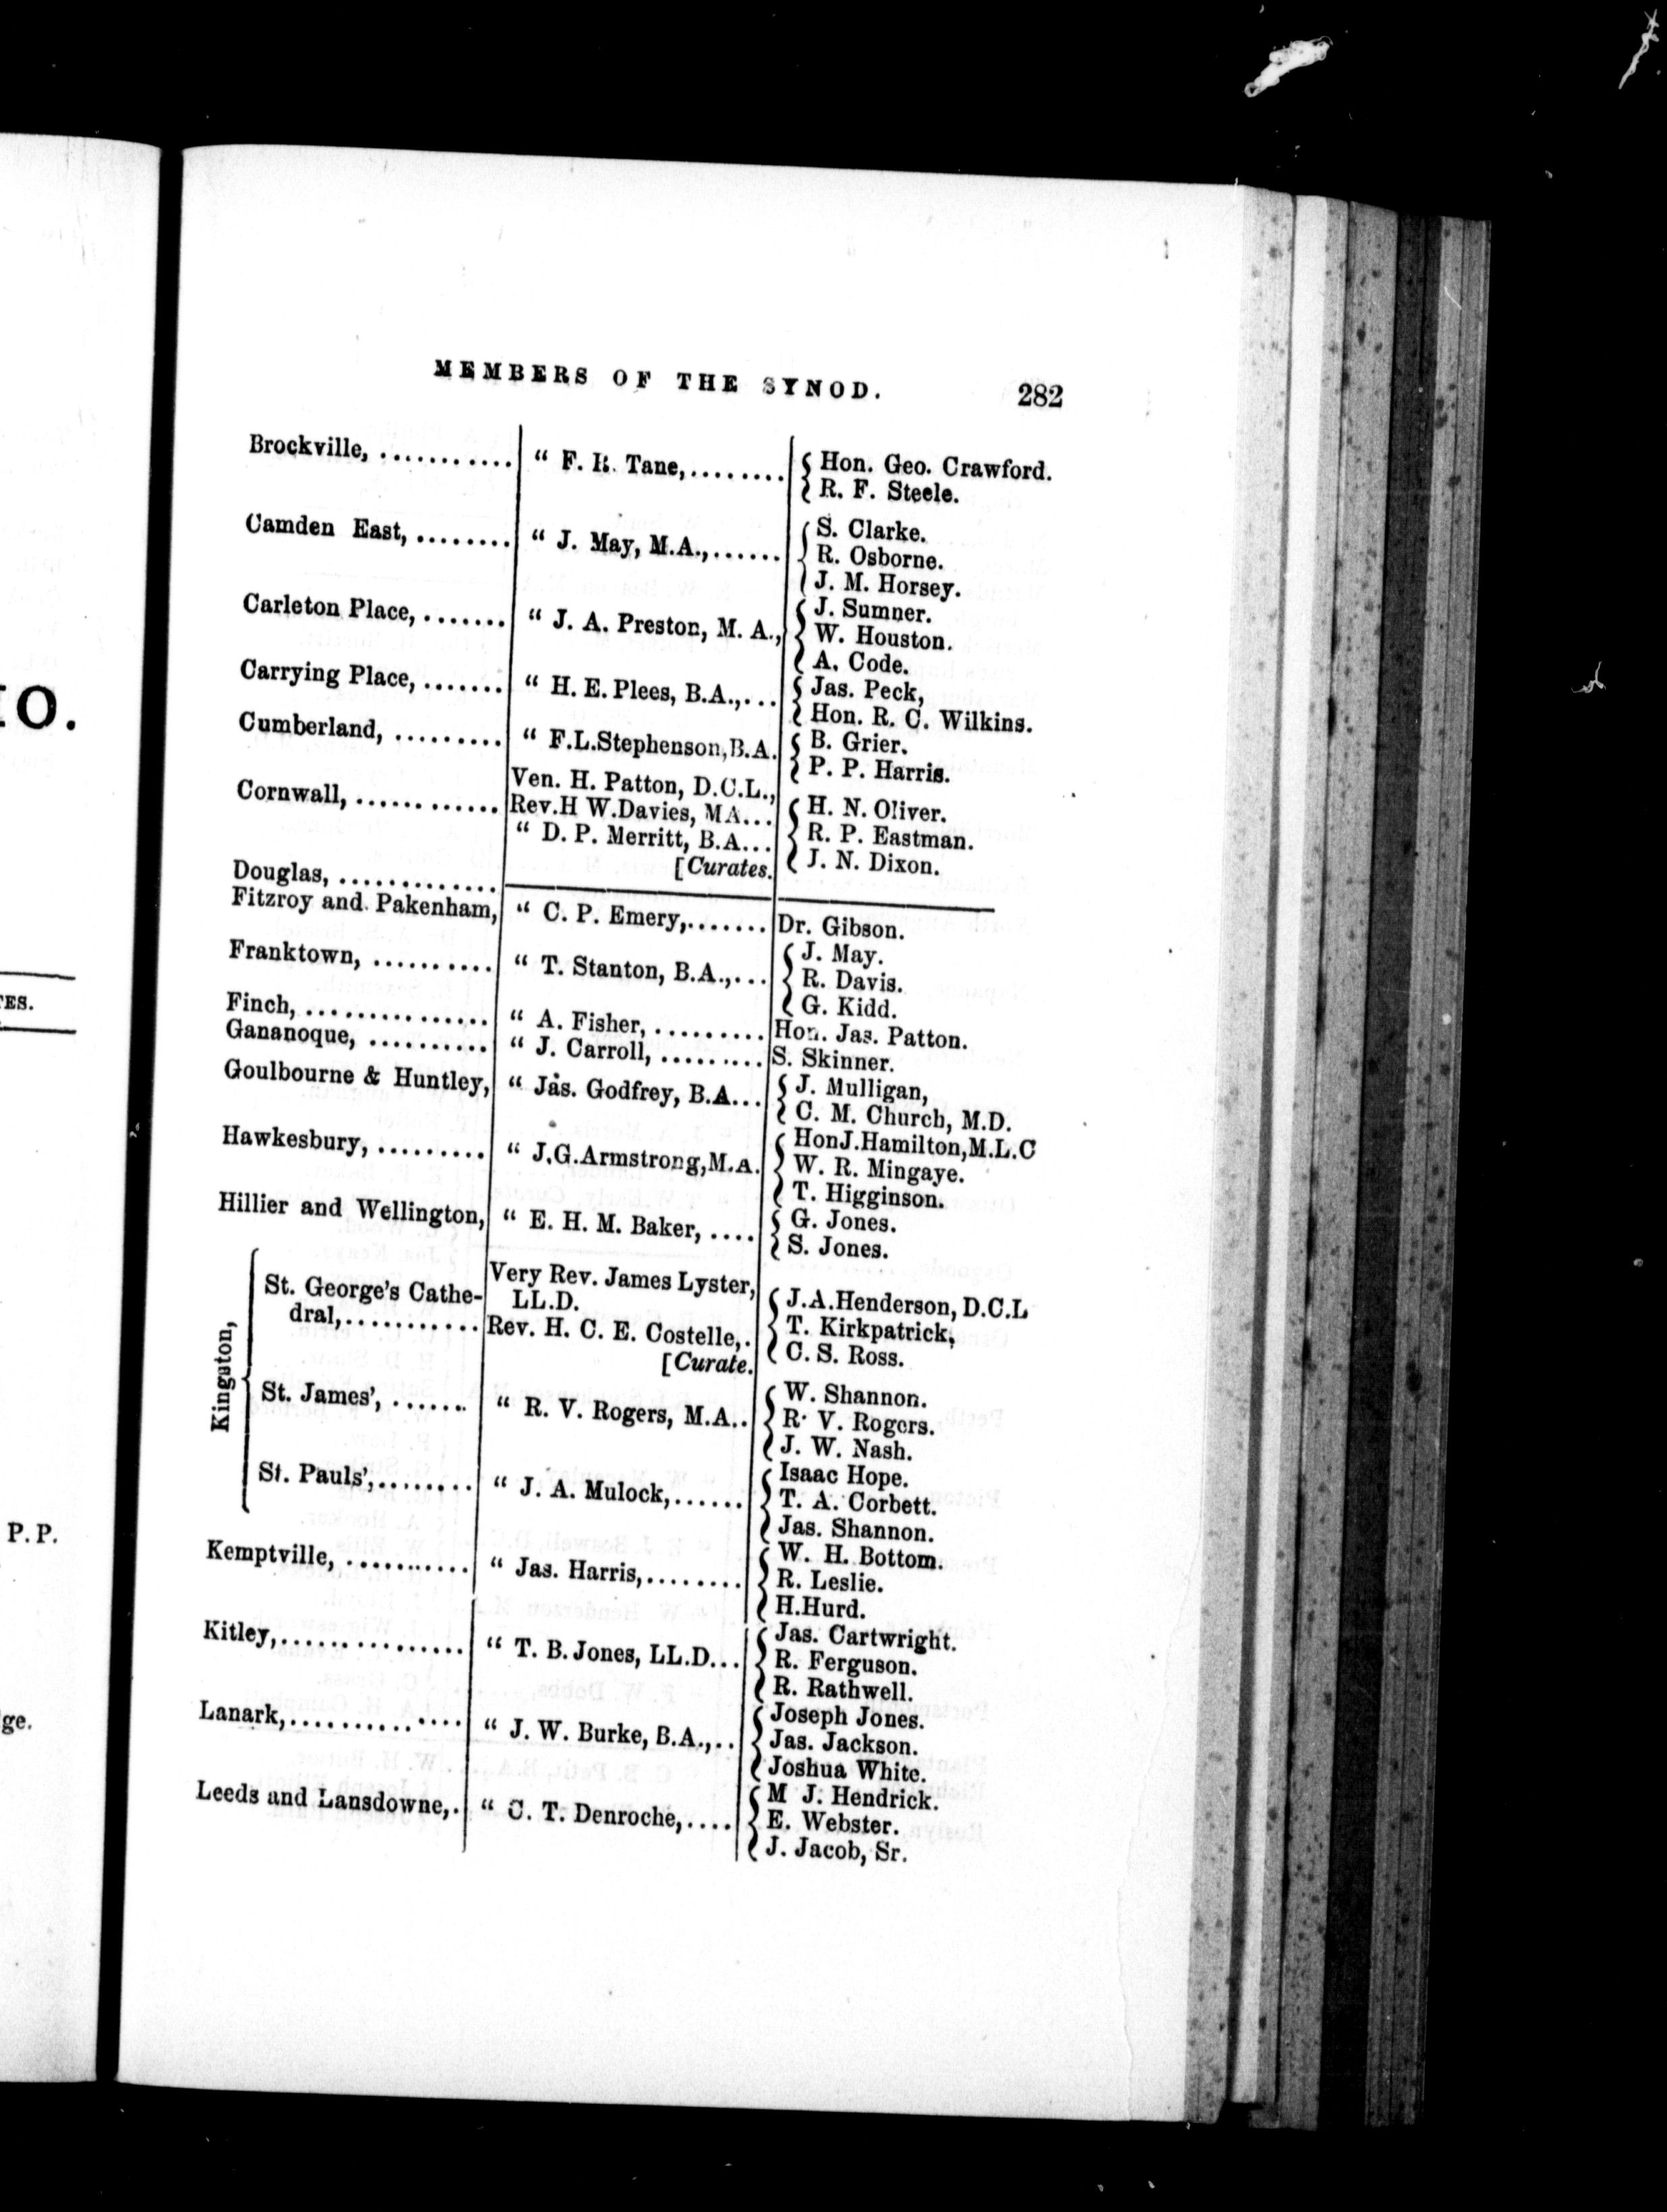 MEMBERS OF THE SYNOD. 282
Brockville, ........... “ F. R. Tane,........ Hon. Geo. Crawford.
R. F. Steele.
Camden East, ........ “ J. May, M.A.,...... S. Clarke.
R. Osborne.
J. M. Horsey.
Carleton Place, ....... “ J. A. Preston, M. A., J. Sumner.
W. Houston.
A. Code.
Carrying Place, ....... “ H. E. Plees, B.A.,... Jas. Peck,
Hon. R. C. Wilkins.
Cumberland, ......... “ F.L.Stephenson,B.A. B. Grier.
P. P. Harris.
Cornwall, ............ Ven. H. Patton, D.C.L.,
Rev.H W.Davies, MA... H. N. Oliver.
“ D. P. Merritt, B.A... R. P. Eastman.
[Curates. J. N. Dixon.
Douglas, .............
Fitzroy and Pakenham, “ C. P. Emery,....... Dr. Gibson.
Franktown, .......... “ T. Stanton, B.A.,... J. May.
R. Davis.
G. Kidd.
Finch, ............... “ A. Fisher, ......... Hon. Jas. Patton.
Gananoque, .......... “ J. Carroll, ......... S. Skinner.
Goulbourne & Huntley, “ Jas. Godfrey, B.A... J. Mulligan,
C. M. Church, M.D.
Hawkesbury, ......... “ J.G.Armstrong,M.A. HonJ.Hamilton,M.L.C
W. R. Mingaye.
T. Higginson.
Hillier and Wellington, “ E. H. M. Baker, .... G. Jones.
S. Jones.
Kingston,
St. George's Cathe- Very Rev. James Lyster,
dral,........... LL.D. J.A.Henderson, D.C.L
Rev. H. C. E. Costelle,. T. Kirkpatrick,
[Curate. C. S. Ross.
St. James', ....... “ R. V. Rogers, M.A.. W. Shannon.
R. V. Rogers.
J. W. Nash.
St. Pauls',......... “ J. A. Mulock,...... Isaac Hope.
T. A. Corbett.
Jas. Shannon.
Kemptville, ........... “ Jas. Harris,........ W. H. Bottom.
R. Leslie.
H.Hurd.
Kitley,................ “ T. B. Jones, LL.D... Jas. Cartwright.
R. Ferguson.
R. Rathwell.
Lanark,............... “ J. W. Burke, B.A.,.. Joseph Jones.
Jas. Jackson.
Joshua White.
Leeds and Lansdowne,. “ C. T. Denroche,.... M J. Hendrick.
E. Webster.
J. Jacob, Sr.
O.
P.P.
ge.